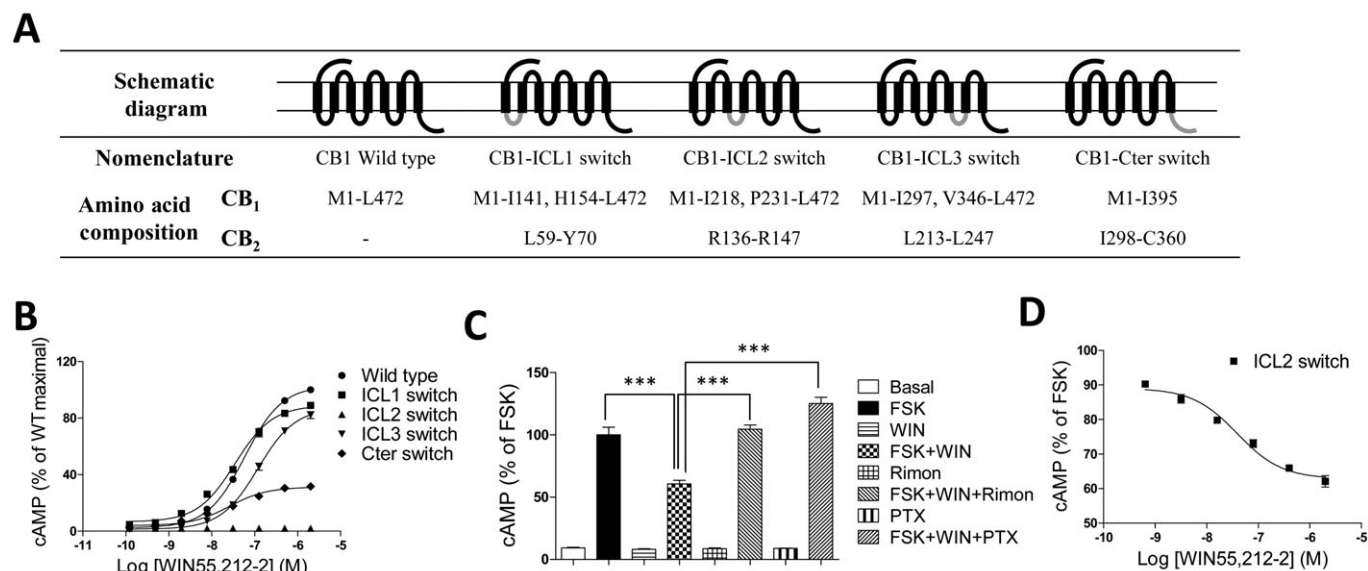 A
Schematic diagram
Nomenclature CB1 Wild type CB1-ICL1 switch CB1-ICL2 switch CB1-ICL3 switch CB1-Cter switch
Amino acid composition
CB₁ M1-L472 M1-I141, H154-L472 M1-I218, P231-L472 M1-I297, V346-L472 M1-I395
CB₂ - L59-Y70 R136-R147 L213-L247 I298-C360
B
cAMP (% of WT maximal)
120
80
40
0
-11 -10 -9 -8 -7 -6 -5
Log [WIN55,212-2] (M)
Wild type
ICL1 switch
ICL2 switch
ICL3 switch
Cter switch
C
cAMP (% of FSK)
150
100
50
0
*** *** ***
Basal
FSK
WIN
FSK+WIN
Rimon
FSK+WIN+Rimon
PTX
FSK+WIN+PTX
D
cAMP (% of FSK)
100
90
80
70
60
50
-10 -9 -8 -7 -6 -5
Log [WIN55,212-2] (M)
ICL2 switch